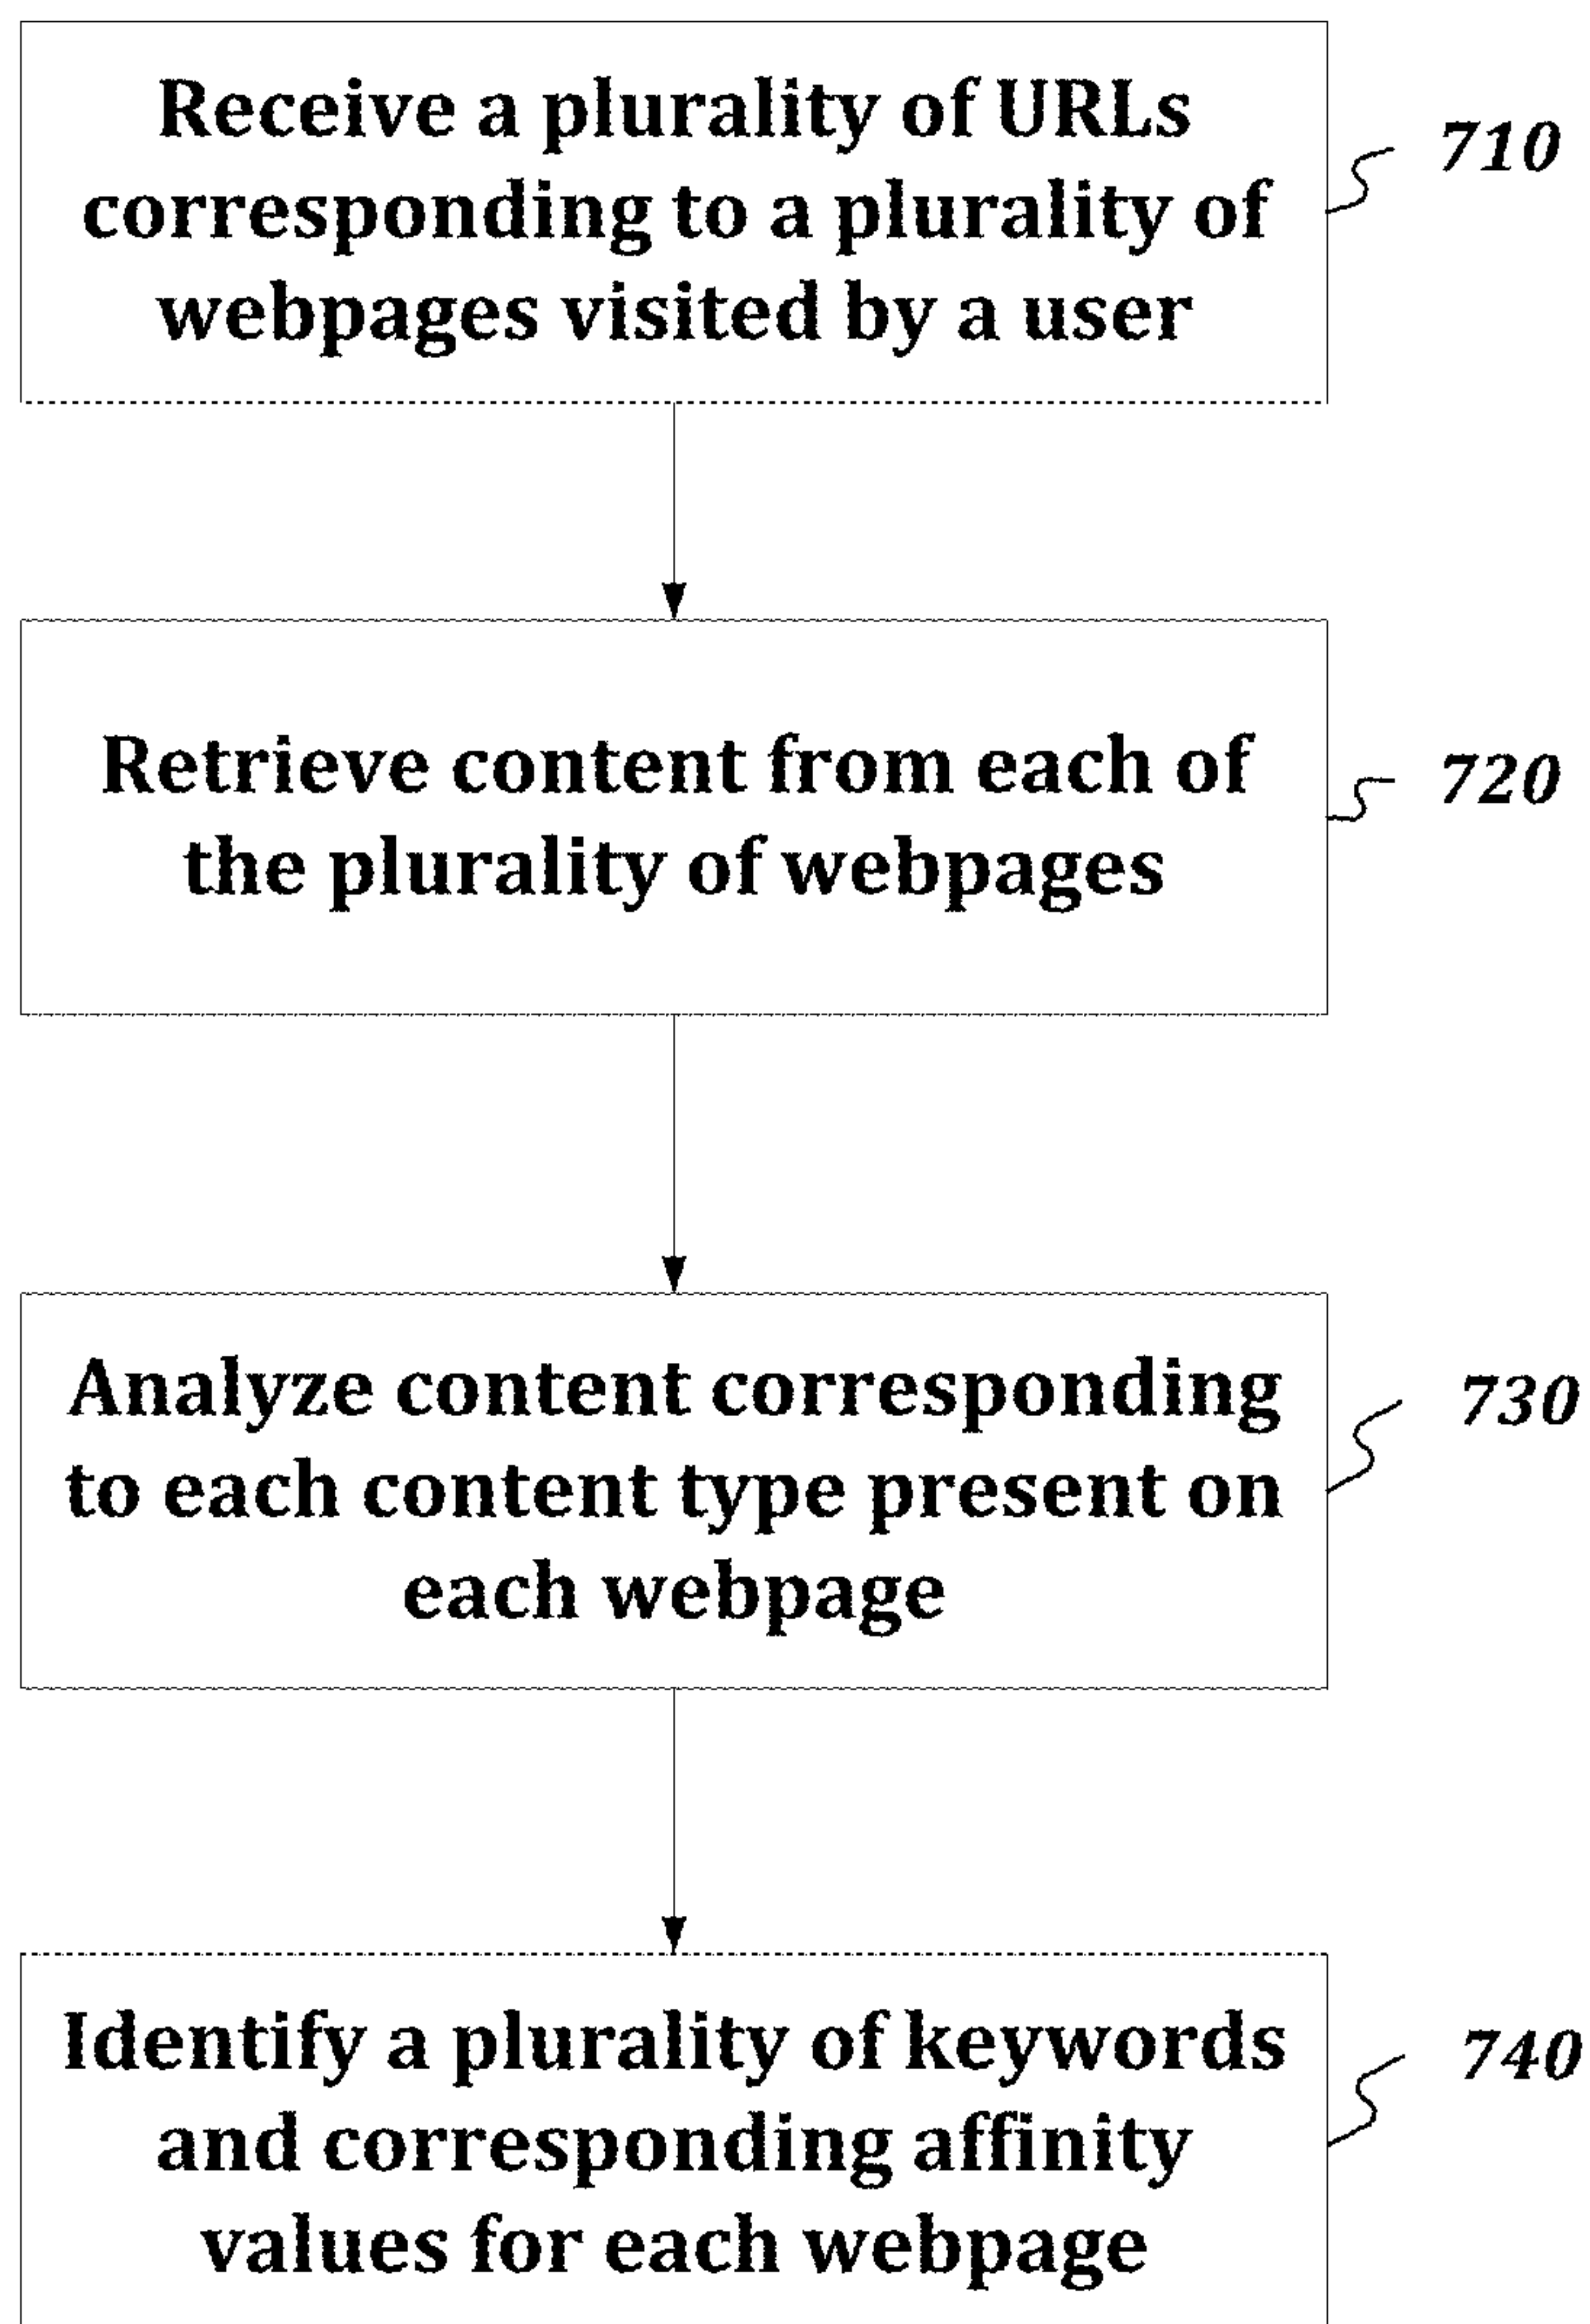 Receive a plurality of URLs
corresponding to a plurality of
webpages visited by a user
710
Retrieve content from each of
the plurality of webpages
720
Analyze content corresponding
to each content type present on
each webpage
730
Identify a plurality of keywords
and corresponding affinity
values for each webpage
740